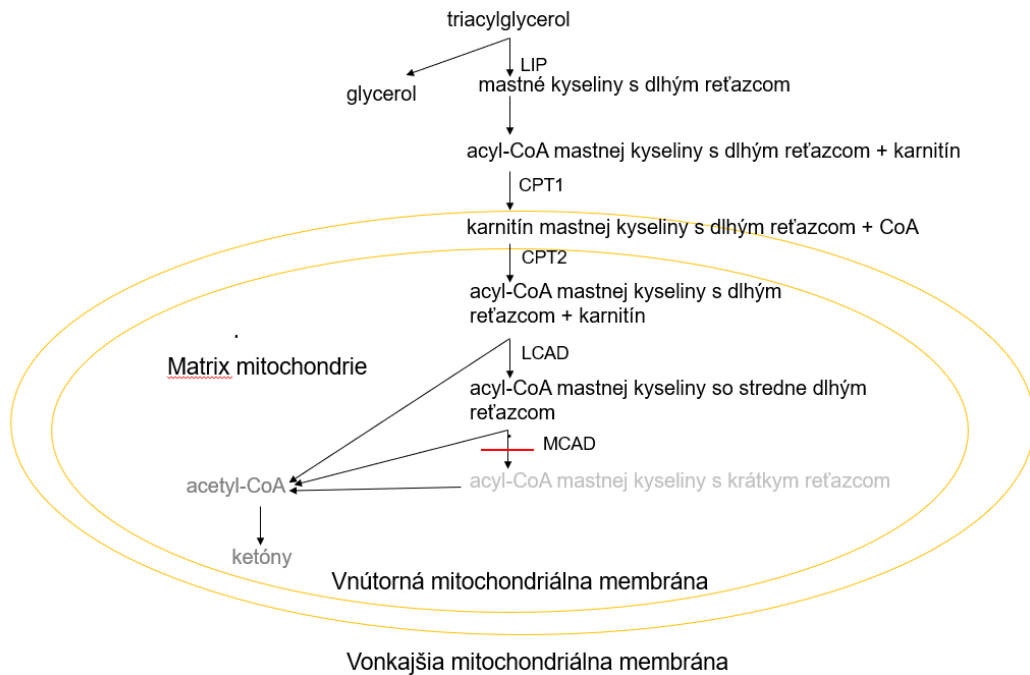 triacylglycerol
LIP
glycerol
mastné kyseliny s dlhým reťazcom
acyl-CoA mastnej kyseliny s dlhým reťazcom + karnitín
CPT1
karnitín mastnej kyseliny s dlhým reťazcom + CoA
CPT2
acyl-CoA mastnej kyseliny s dlhým
reťazcom + karnitín
LCAD
Matrix mitochondrie
acyl-CoA mastnej kyseliny so stredne dlhým
reťazcom
MCAD
acetyl-CoA
acyl-CoA mastnej kyseliny s krátkym reťazcom
ketóny
Vnútorná mitochondriálna membrána
Vonkajšia mitochondriálna membrána